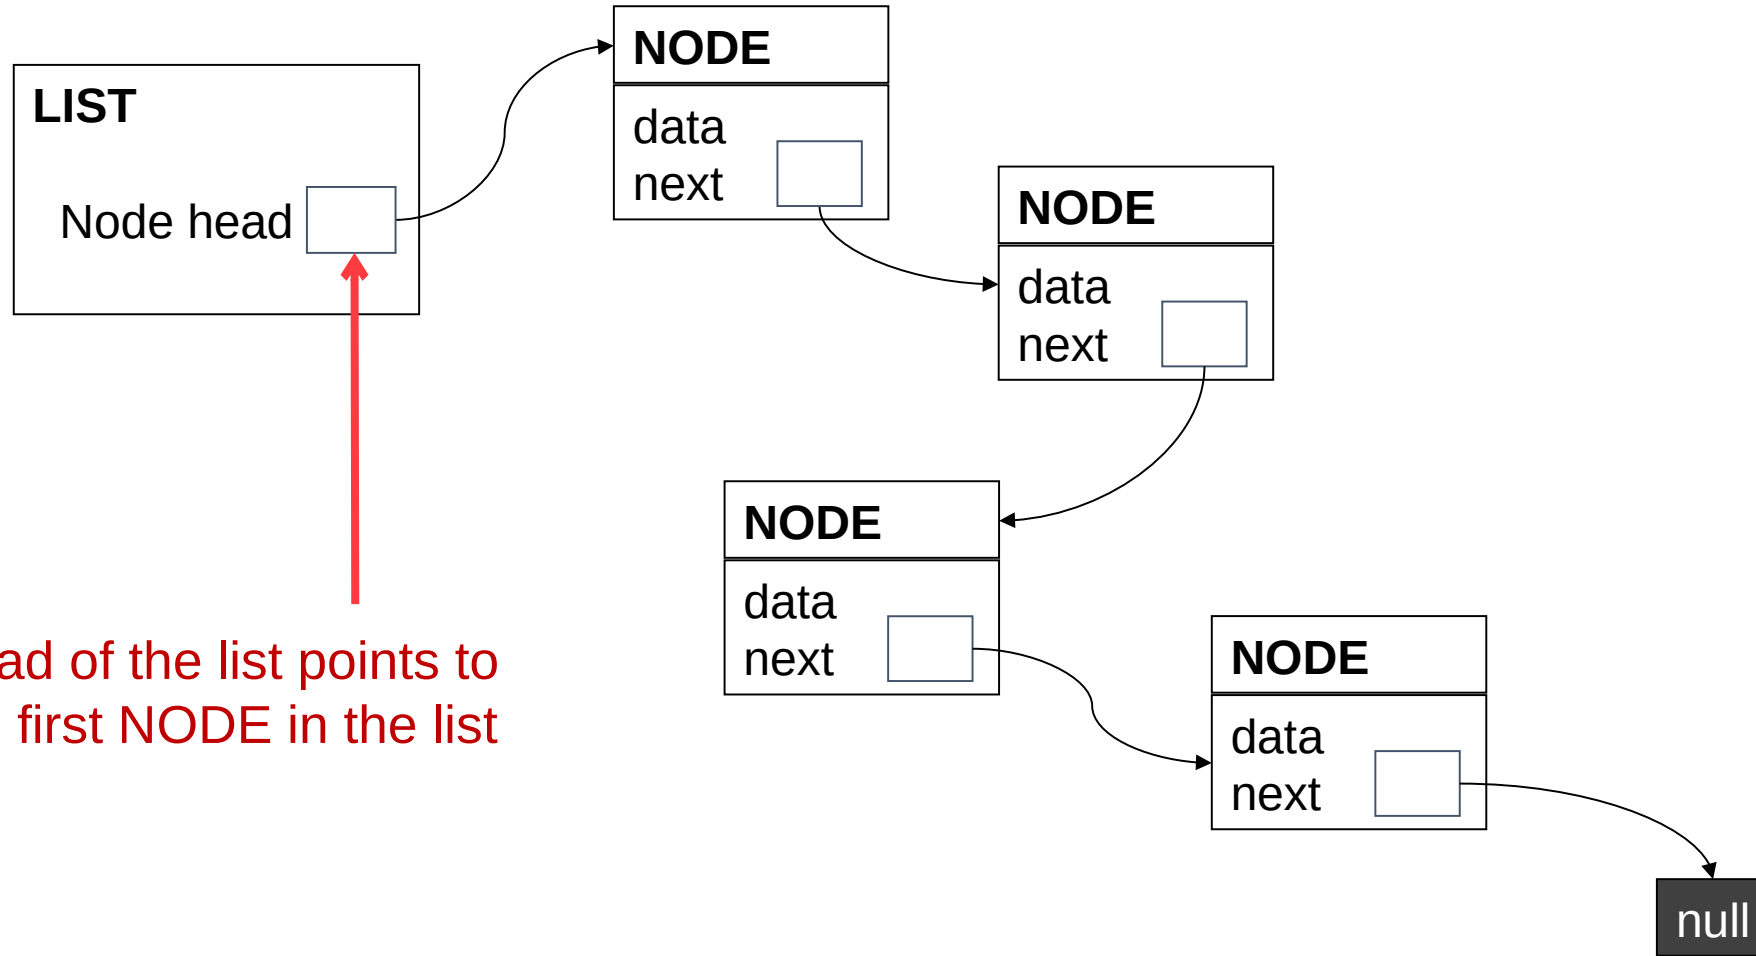 LIST
Node head
NODE
data
next
NODE
data
next
NODE
data
next
NODE
data
next
null
of the list points to
first NODE in the list